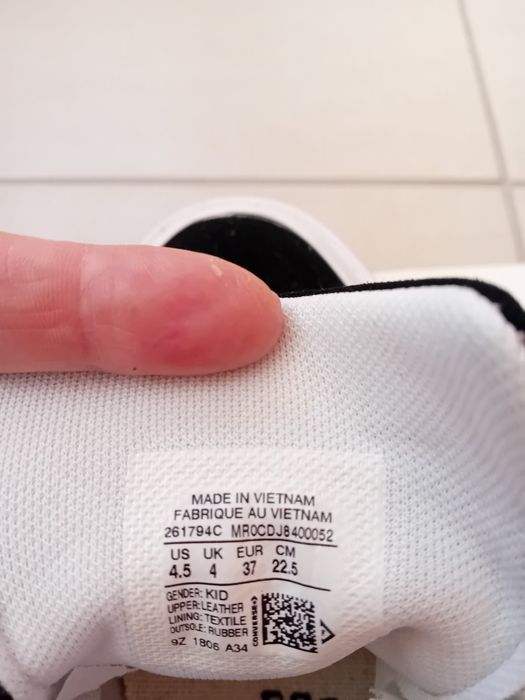 MADE IN VIETNAM
FABRIQUE AU VIETNAM
261794C MR0CDJ8400052
US UK EUR CM
4.5 4 37 22.5
GENDER: KID
UPPER: LEATHER
LINING: TEXTILE
OUTSOLE: RUBBER
9Z 1806 A34
CONVERSE